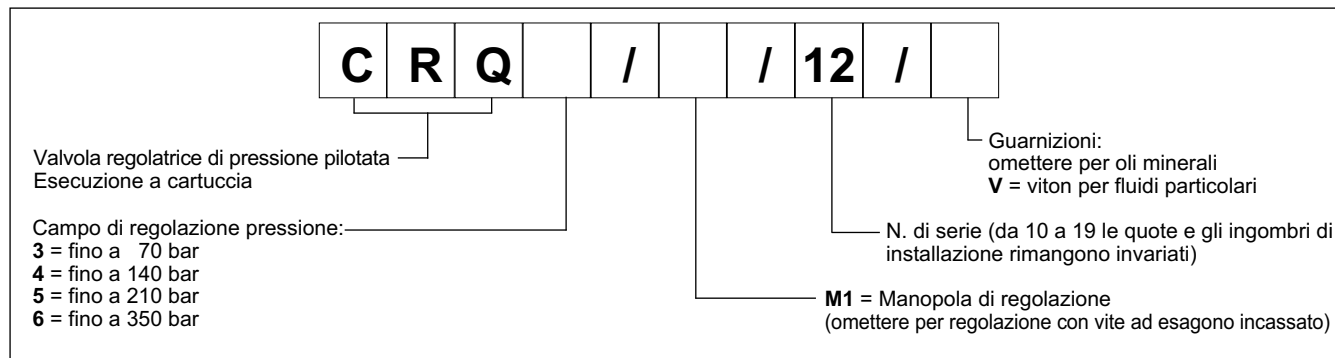 C R Q / / 12 /
Valvola regolatrice di pressione pilotata
Esecuzione a cartuccia
Campo di regolazione pressione:
3 = fino a 70 bar
4 = fino a 140 bar
5 = fino a 210 bar
6 = fino a 350 bar
Guarnizioni:
omettere per oli minerali
V = viton per fluidi particolari
N. di serie (da 10 a 19 le quote e gli ingombri di
installazione rimangono invariati)
M1 = Manopola di regolazione
(omettere per regolazione con vite ad esagono incassato)